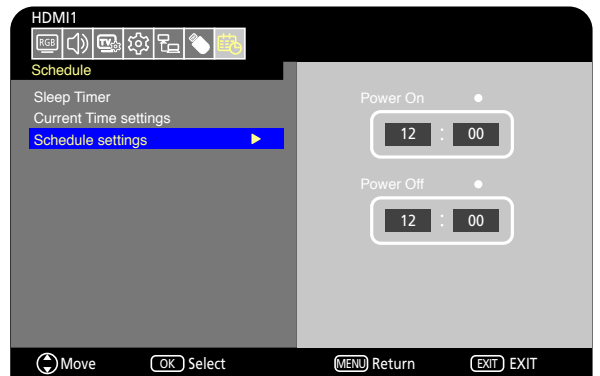 HDMI1
RGB TV
Schedule
Sleep Timer
Current Time settings
Schedule settings
Power On
12 : 00
Power Off
12 : 00
Move OK Select MENU Return EXIT EXIT